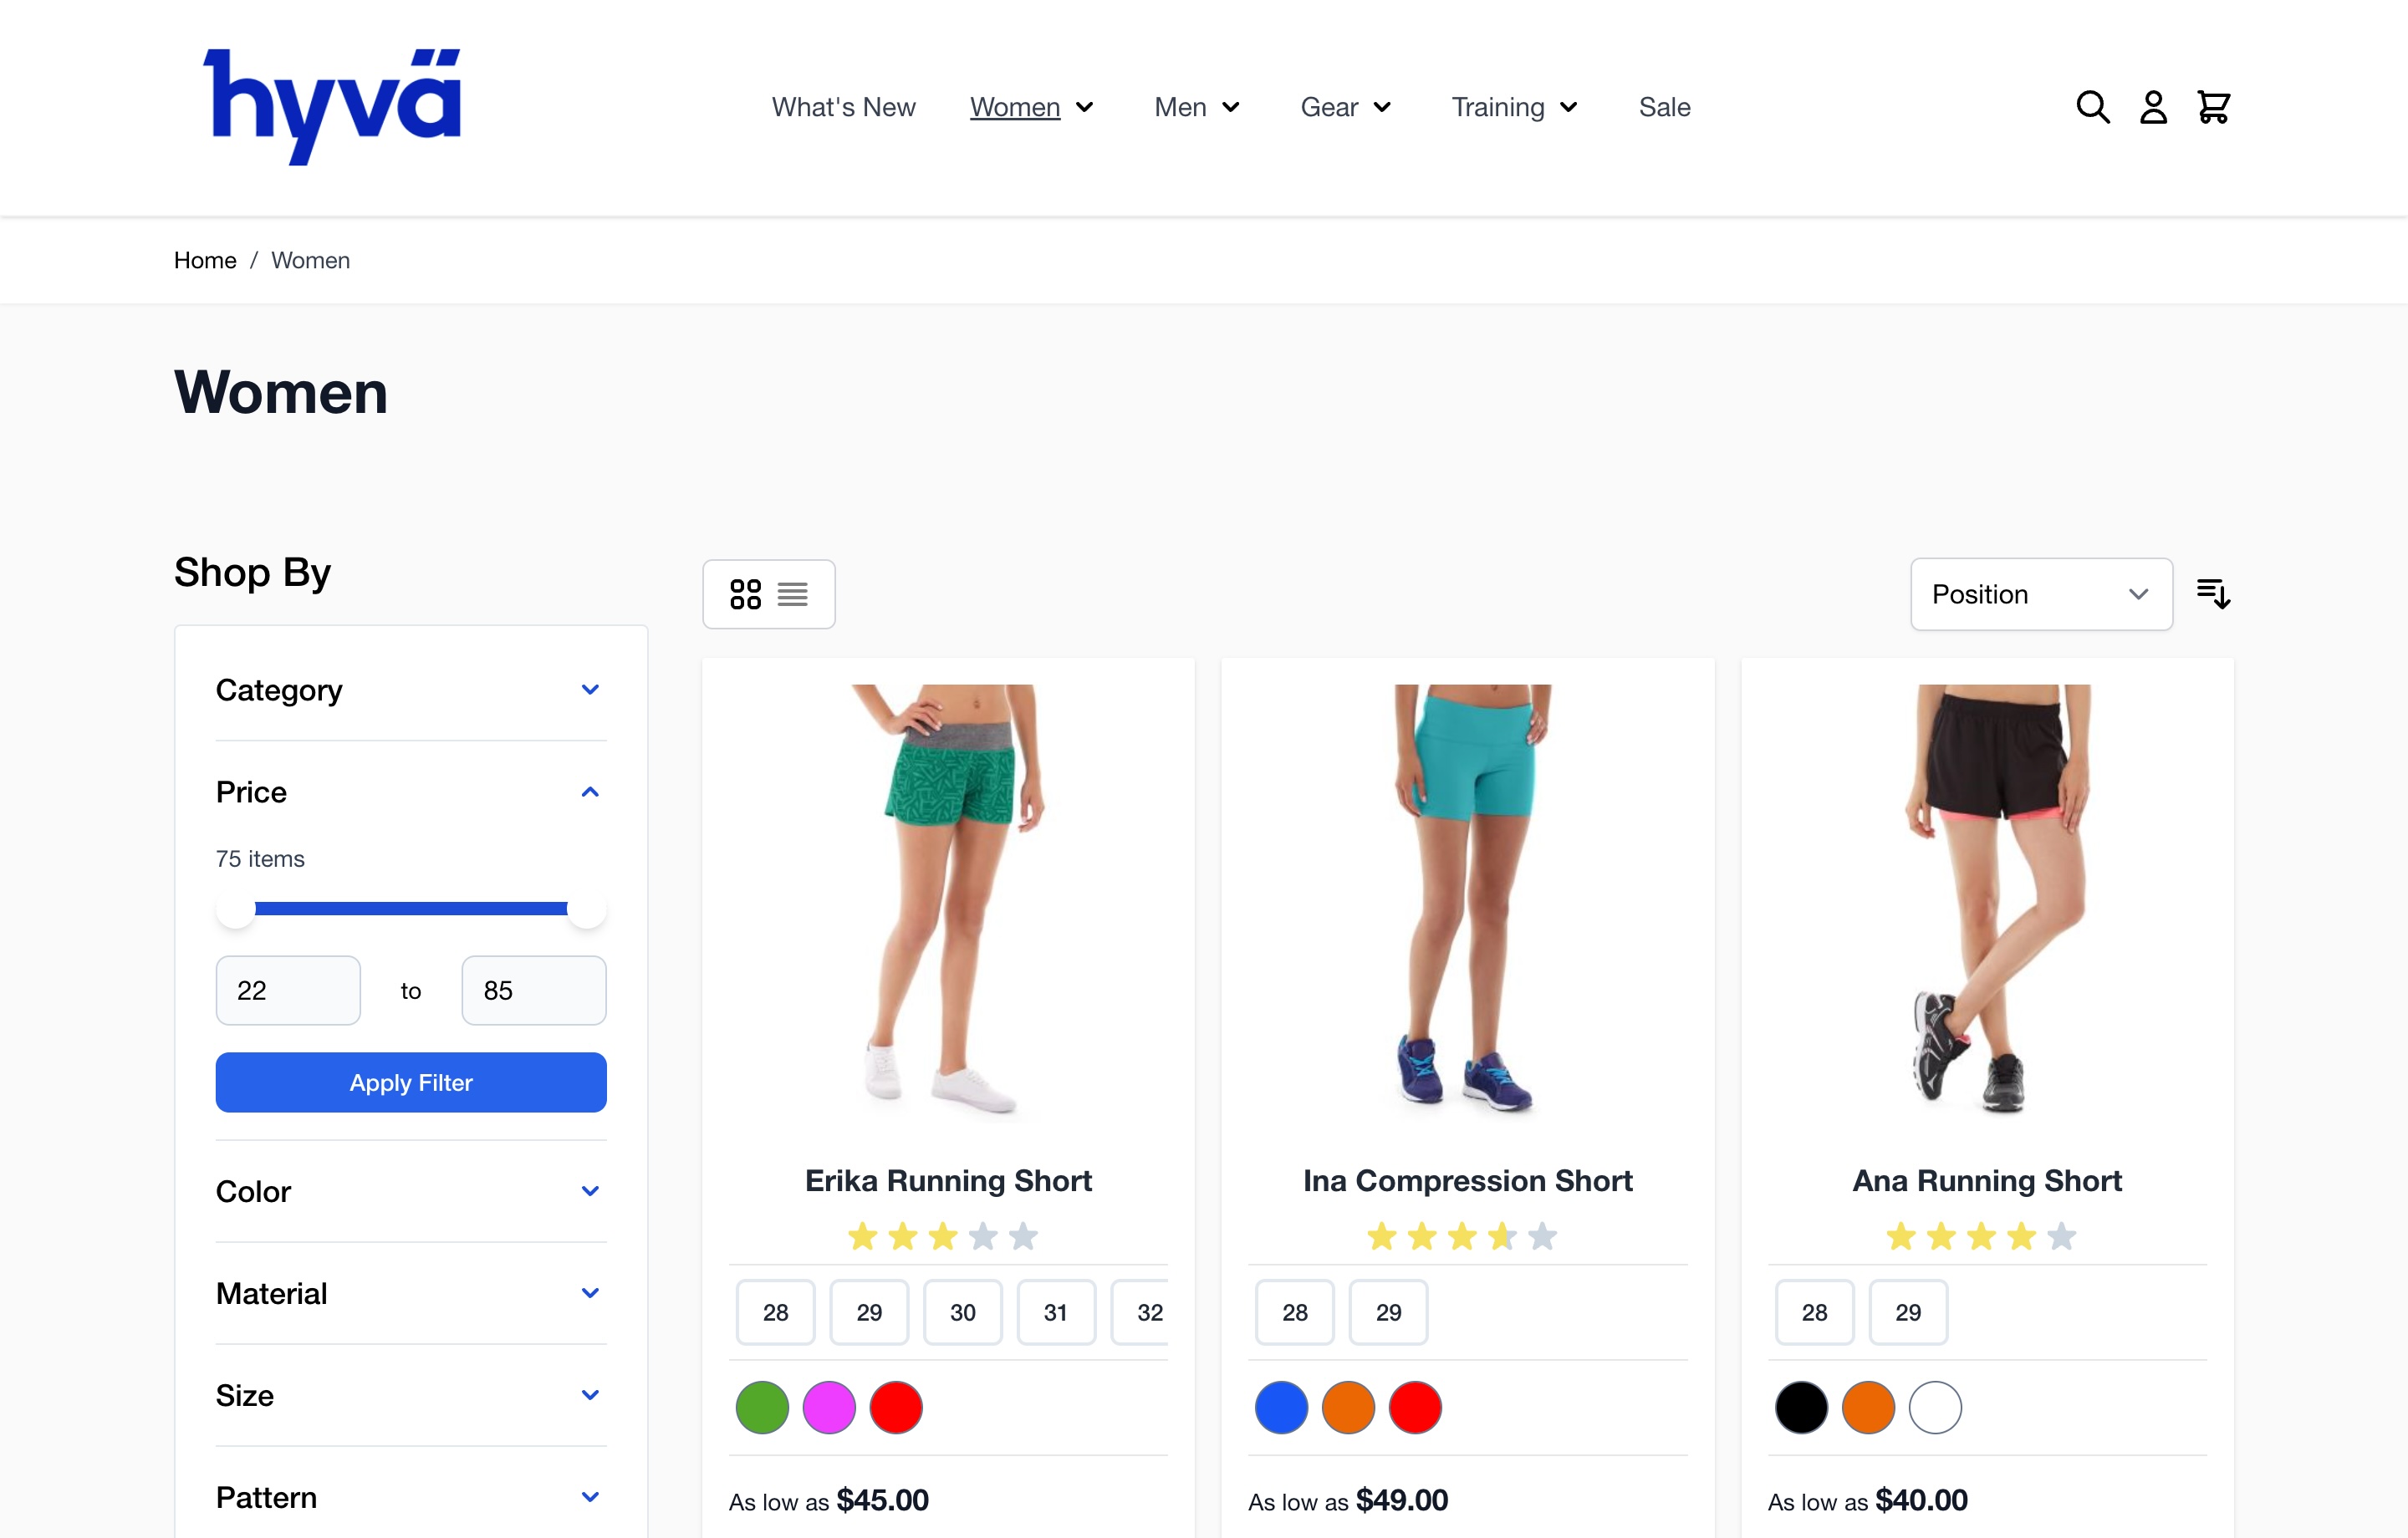 hyvä
What's New Women Men Gear Training Sale
Home / Women
Women
Shop By
Category
Price
75 items
22 to 85
Apply Filter
Color
Material
Size
Pattern
Position
Erika Running Short
28 29 30 31 32
As low as $45.00
Ina Compression Short
28 29
As low as $49.00
Ana Running Short
28 29
As low as $40.00